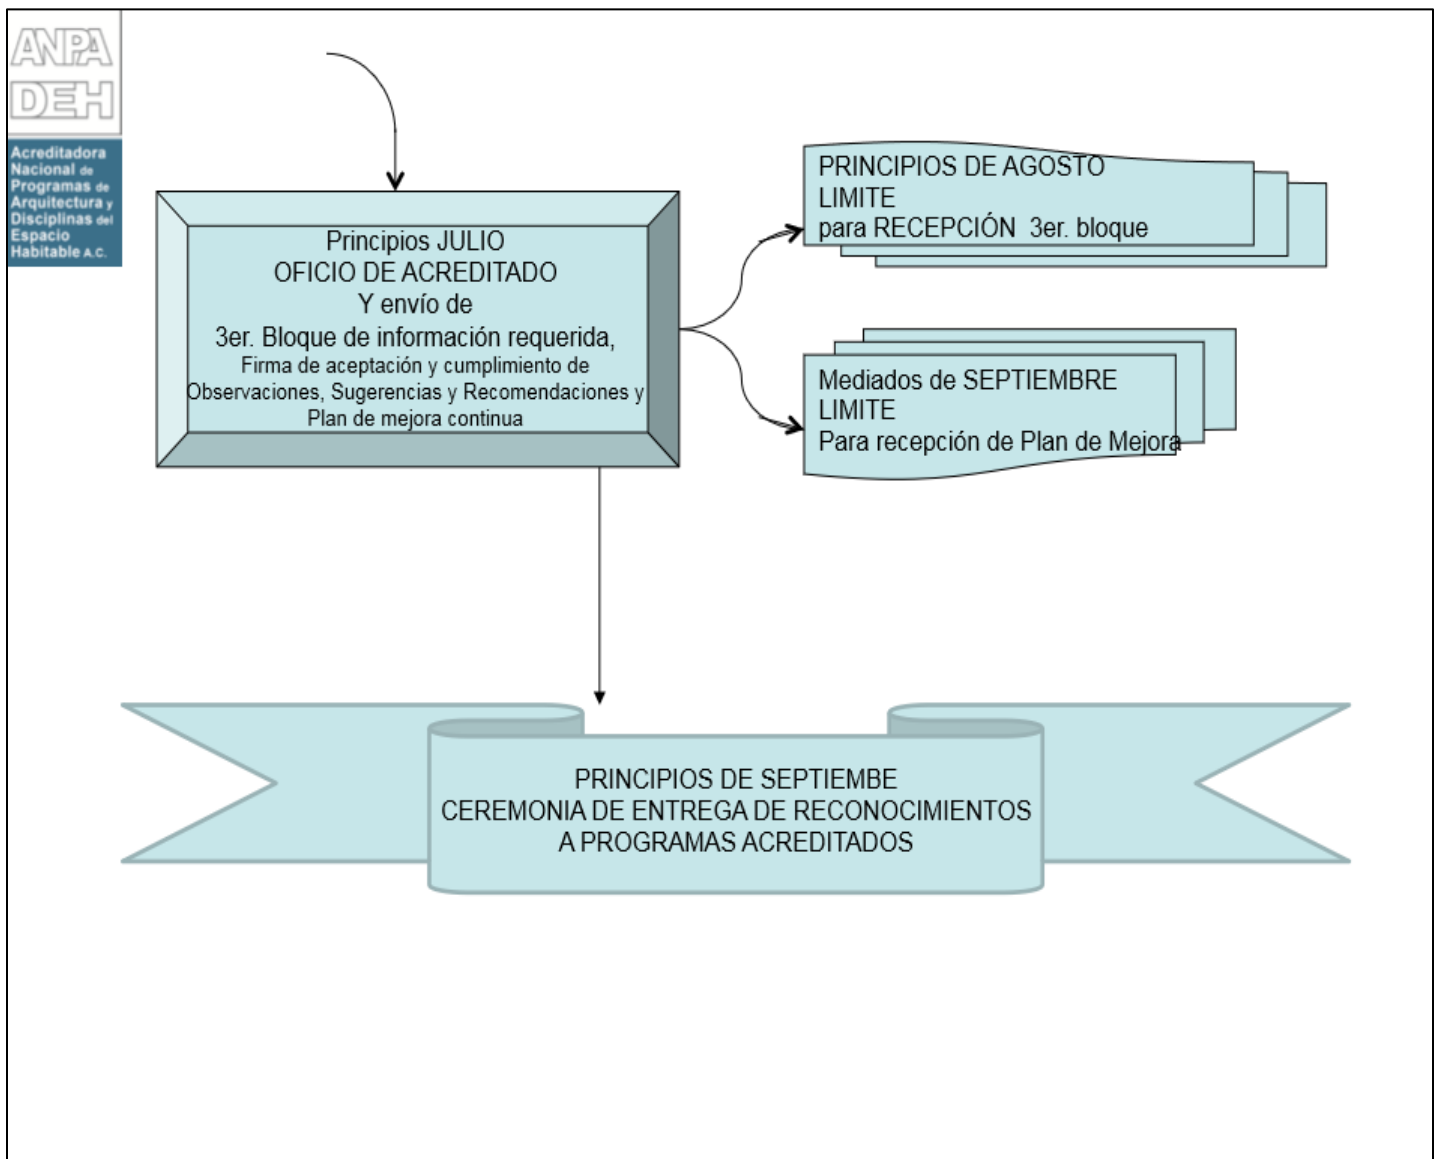 ANPA
DEH
Acreditadora
Nacional de
Programas de
Arquitectura y
Disciplinas del
Espacio
Habitable A.C.
Principios JULIO
OFICIO DE ACREDITADO
Y envío de
3er. Bloque de información requerida,
Firma de aceptación y cumplimiento de
Observaciones, Sugerencias y Recomendaciones y
Plan de mejora continua
PRINCIPIOS DE AGOSTO
LIMITE
para RECEPCIÓN 3er. bloque
Mediados de SEPTIEMBRE
LIMITE
Para recepción de Plan de Mejora
PRINCIPIOS DE SEPTIEMBE
CEREMONIA DE ENTREGA DE RECONOCIMIENTOS
A PROGRAMAS ACREDITADOS